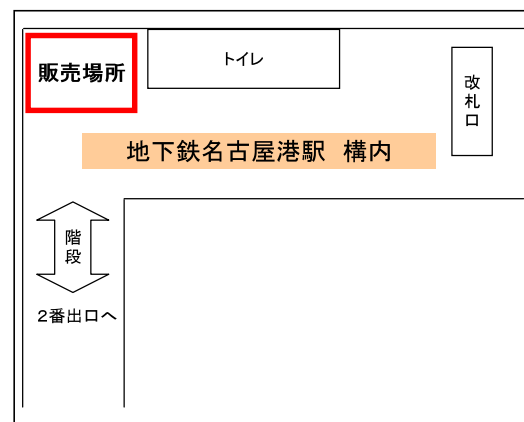 販売場所
トイレ
改札口
地下鉄名古屋港駅 構内
階段
2番出口へ